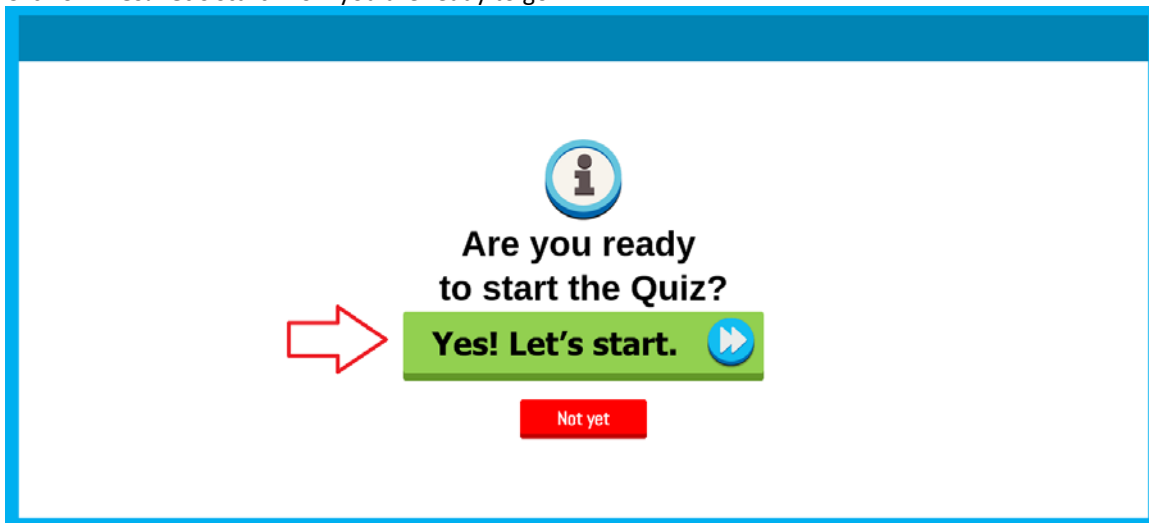 Are you ready
to start the Quiz?
Yes! Let's start.
Not yet